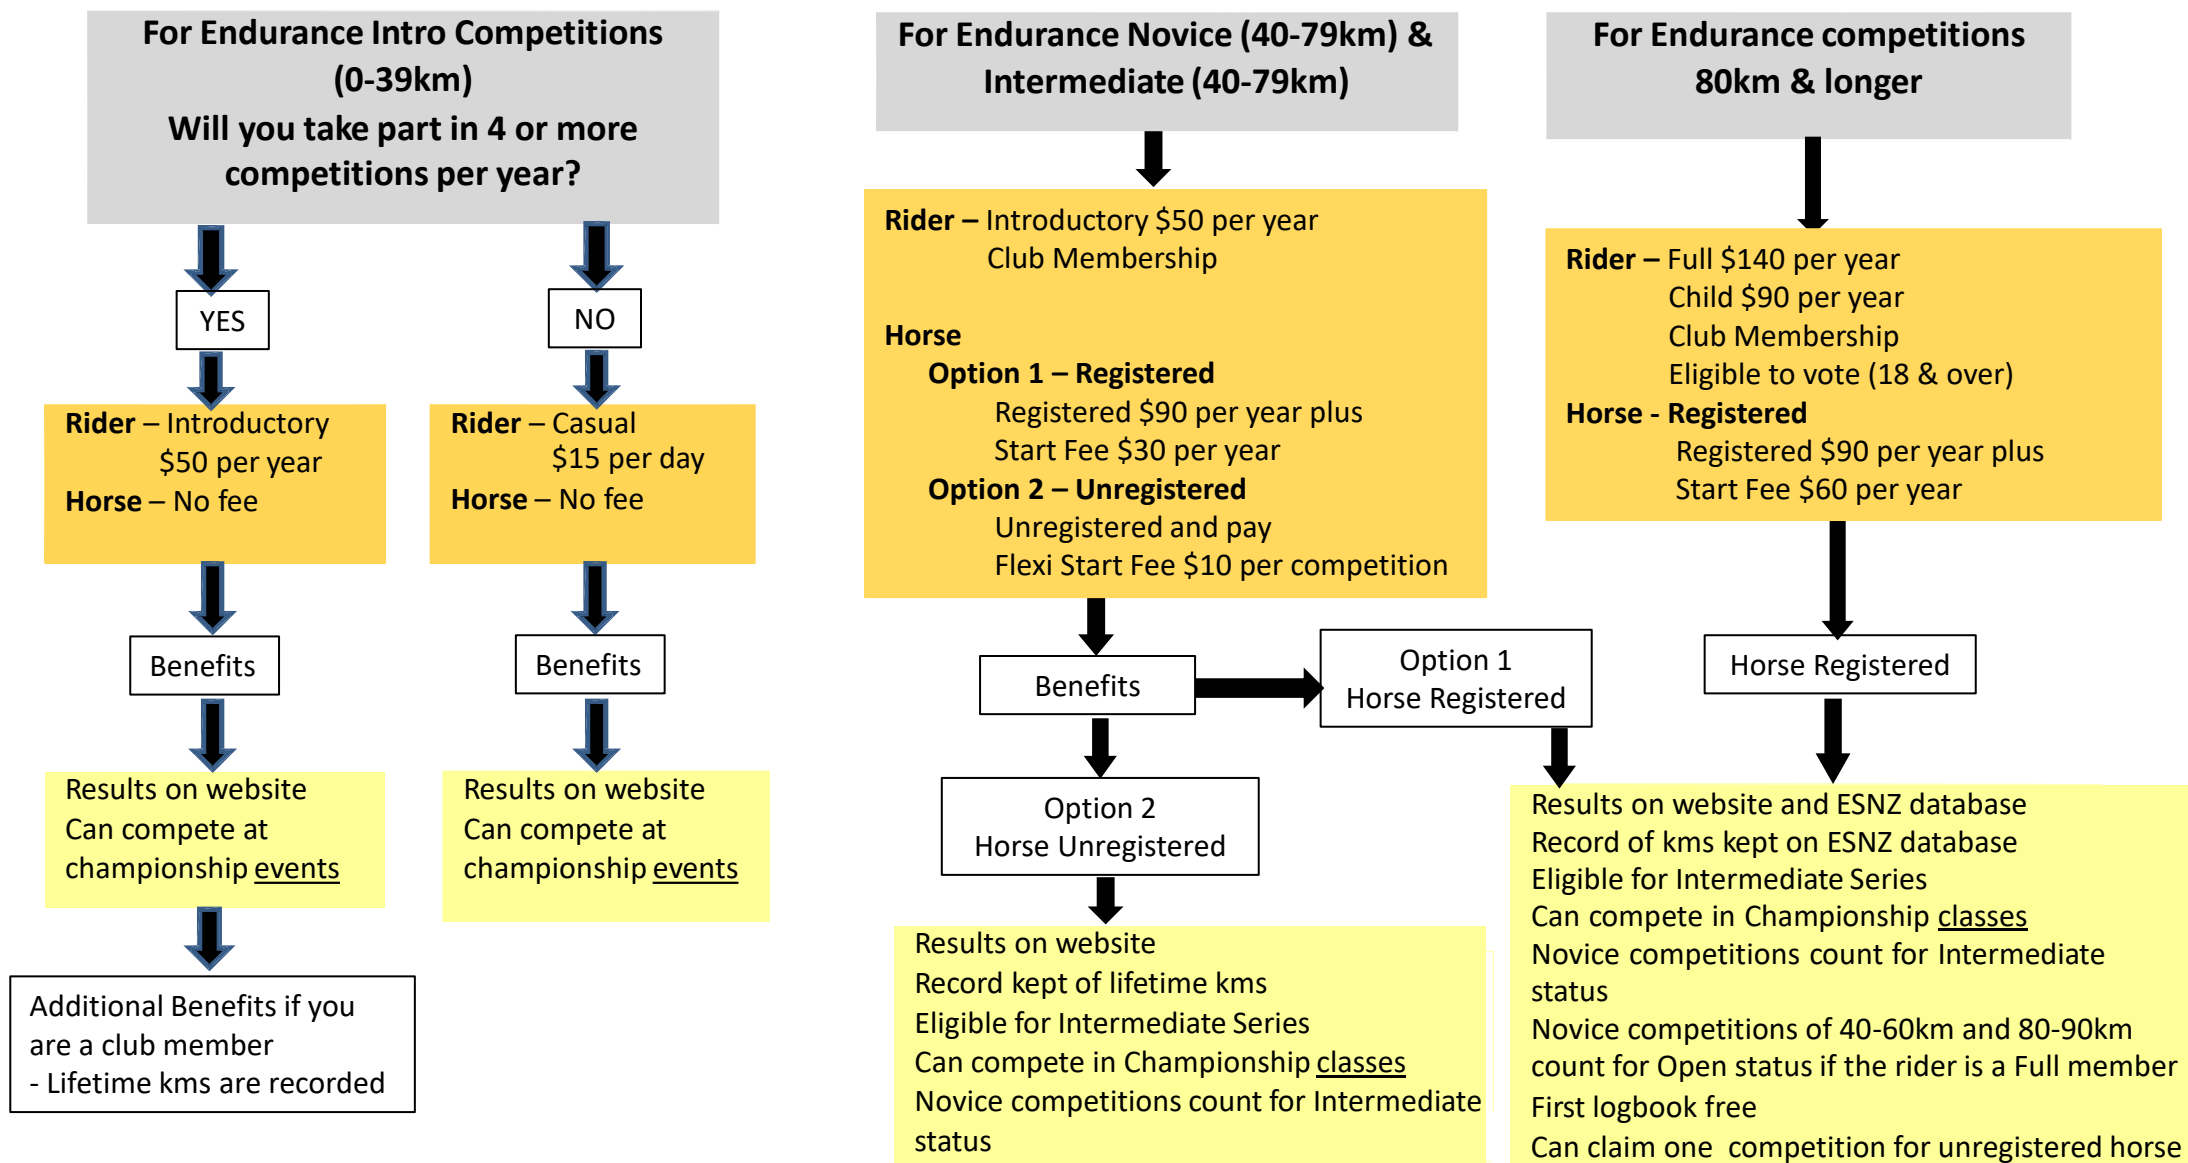 For Endurance Intro Competitions
(0-39km)
Will you take part in 4 or more
competitions per year?
YES
NO
Rider – Introductory
$50 per year
Horse – No fee
Rider – Casual
$15 per day
Horse – No fee
Benefits
Benefits
Results on website
Can compete at
championship events
Results on website
Can compete at
championship events
Additional Benefits if you
are a club member
- Lifetime kms are recorded
For Endurance Novice (40-79km) &
Intermediate (40-79km)
Rider – Introductory $50 per year
Club Membership
Horse
Option 1 – Registered
Registered $90 per year plus
Start Fee $30 per year
Option 2 – Unregistered
Unregistered and pay
Flexi Start Fee $10 per competition
Benefits
Option 1
Horse Registered
Option 2
Horse Unregistered
Results on website
Record kept of lifetime kms
Eligible for Intermediate Series
Can compete in Championship classes
Novice competitions count for Intermediate
status
For Endurance competitions
80km & longer
Rider – Full $140 per year
Child $90 per year
Club Membership
Eligible to vote (18 & over)
Horse - Registered
Registered $90 per year plus
Start Fee $60 per year
Horse Registered
Results on website and ESNZ database
Record of kms kept on ESNZ database
Eligible for Intermediate Series
Can compete in Championship classes
Novice competitions count for Intermediate
status
Novice competitions of 40-60km and 80-90km
count for Open status if the rider is a Full member
First logbook free
Can claim one competition for unregistered horse